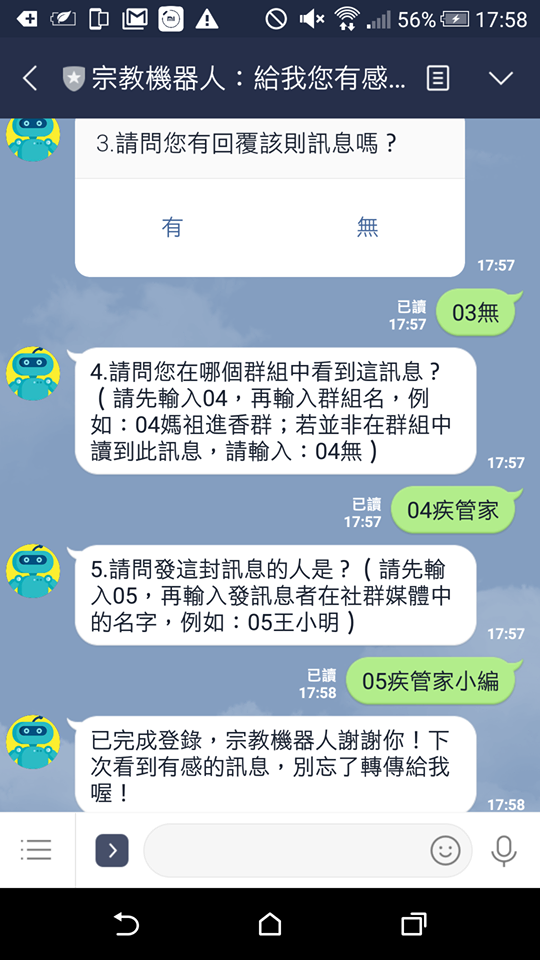 56%
17:58
宗教機器人：給我您有感...
3.請問您有回覆該則訊息嗎？
有
無
17:57
已讀
17:57
03無
4.請問您在哪個群組中看到這訊息？
（請先輸入04，再輸入群組名，例
如：04媽祖進香群；若並非在群組中
讀到此訊息，請輸入：04無）
17:57
已讀
17:57
04疾管家
5.請問發這封訊息的人是？（請先輸
入05，再輸入發訊息者在社群媒體中
的名字，例如：05王小明）
17:57
已讀
17:58
05疾管家小編
已完成登錄，宗教機器人謝謝你！下
次看到有感的訊息，別忘了轉傳給我
喔！
17:58